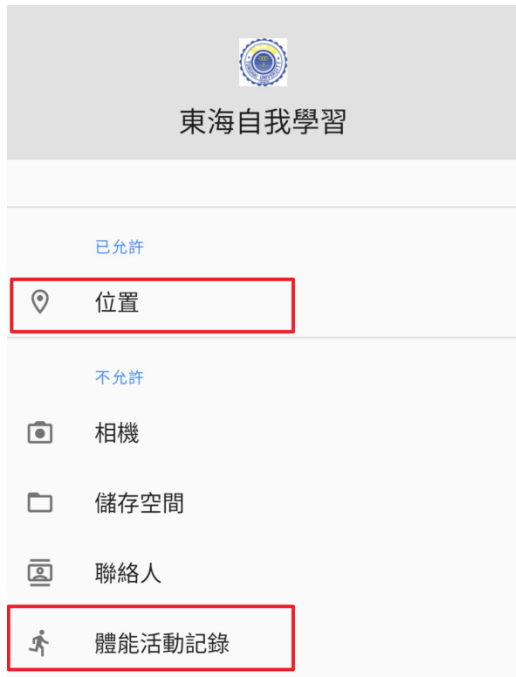 東海自我學習
已允許
位置
不允許
相機
儲存空間
聯絡人
體能活動記錄